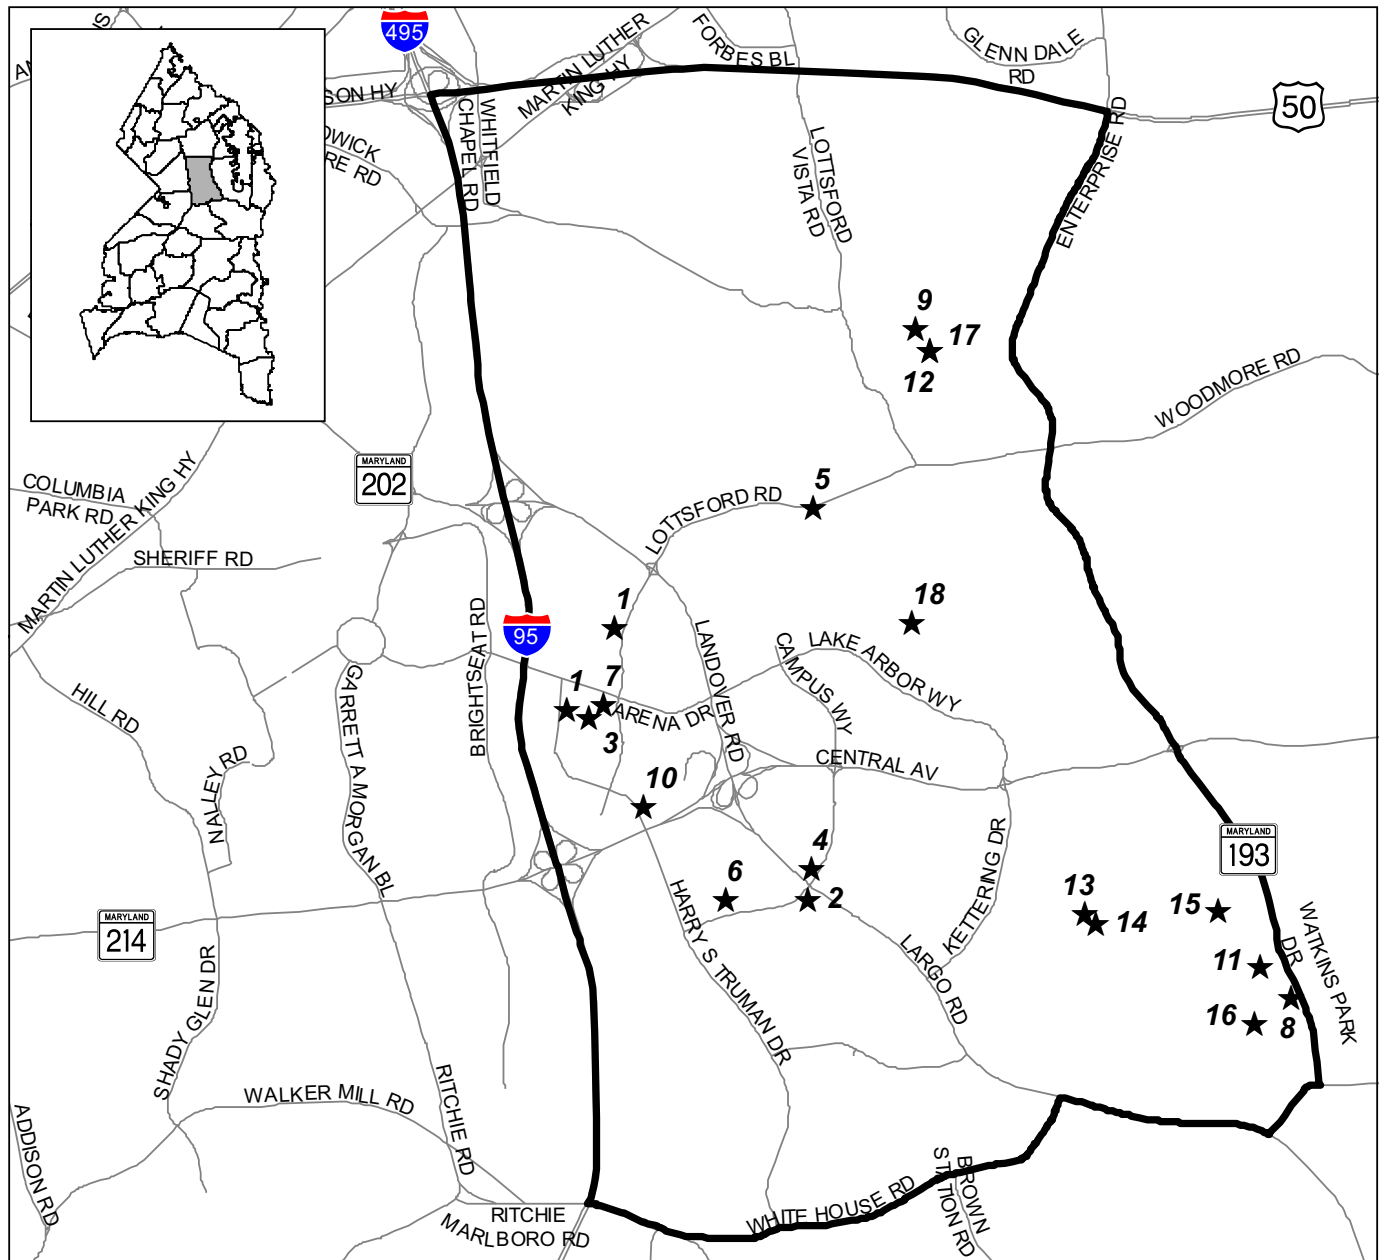 495
MARTIN LUTHER
KING HY
FORBES BL
GLENN DALE
RD
50
SON HY
WHITFIELD
CHAPEL RD
DWICK
RE RD
LOTTSFORD
VISTA RD
ENTERPRISE RD
9
17
12
WOODMORE RD
MARYLAND
202
COLUMBIA
PARK RD
MARTIN LUTHER KING HY
SHERIFF RD
5
LOTTSFORD RD
1
18
95
BRIGHTSEAT RD
LANDOVER RD
LAKE ARBOR WY
CAMPUS WY
HILL RD
GARRETT A MORGAN BL
1
7
ARENA DR
3
NALLEY RD
10
CENTRAL AV
MARYLAND
193
4
6
2
KETTERING DR
13
14
15
WATKINS PARK
DR
MARYLAND
214
HARRY S TRUMAN DR
LARGO RD
11
16
8
SHADY GLEN DR
WALKER MILL RD
RITCHIE RD
ADDISON RD
RITCHIE
MARLBORO RD
WHITE HOUSE RD
BROWN
STATION RD